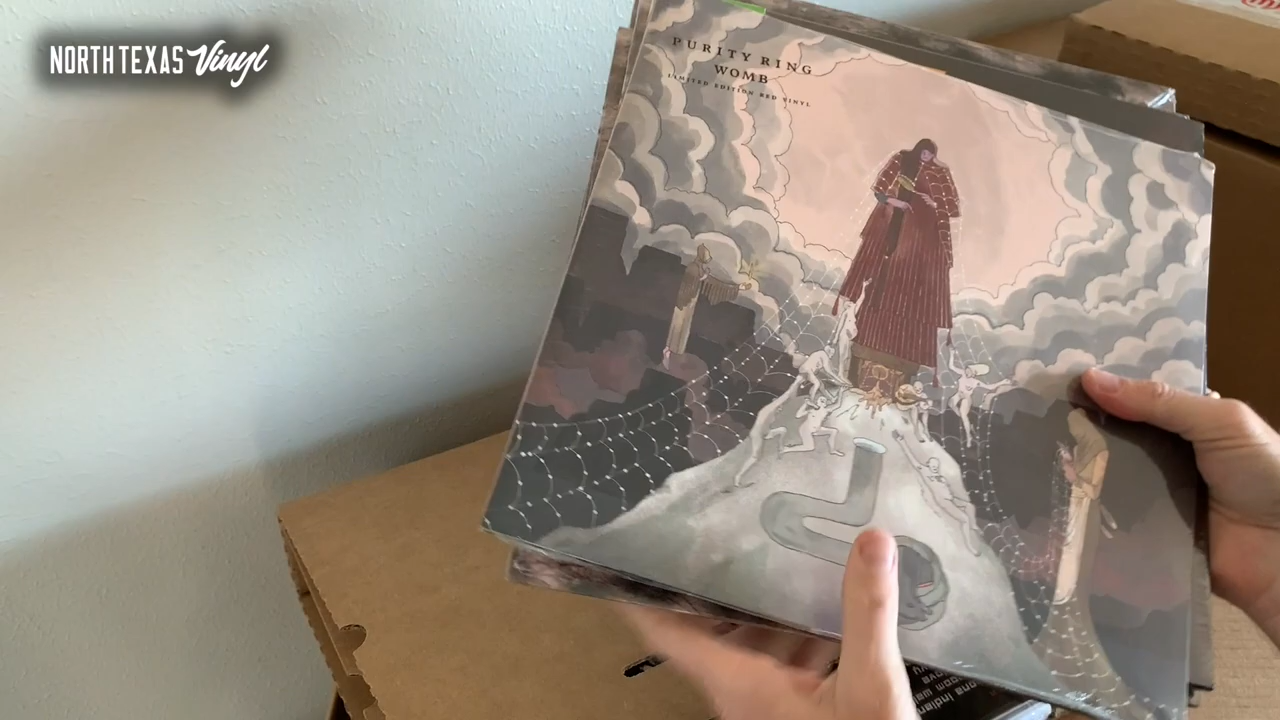 NORTH TEXAS Vinyl
PURITY RING
WOMB
LIMITED EDITION RED VINYL